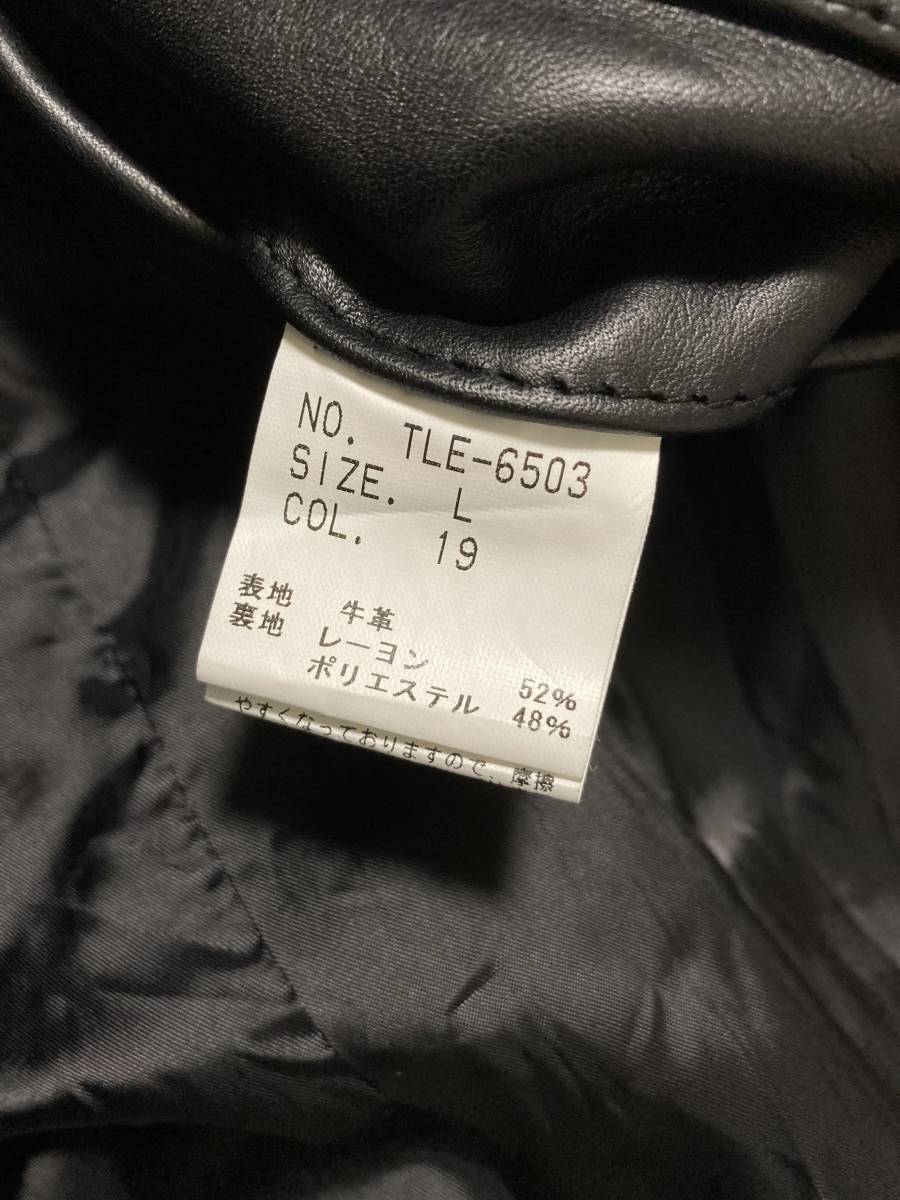 NO. TLE-6503
SIZE. L
COL. 19
表地 牛革
裏地 レーヨン 52%
ポリエステル 48%
やすくなっておりますので、摩擦